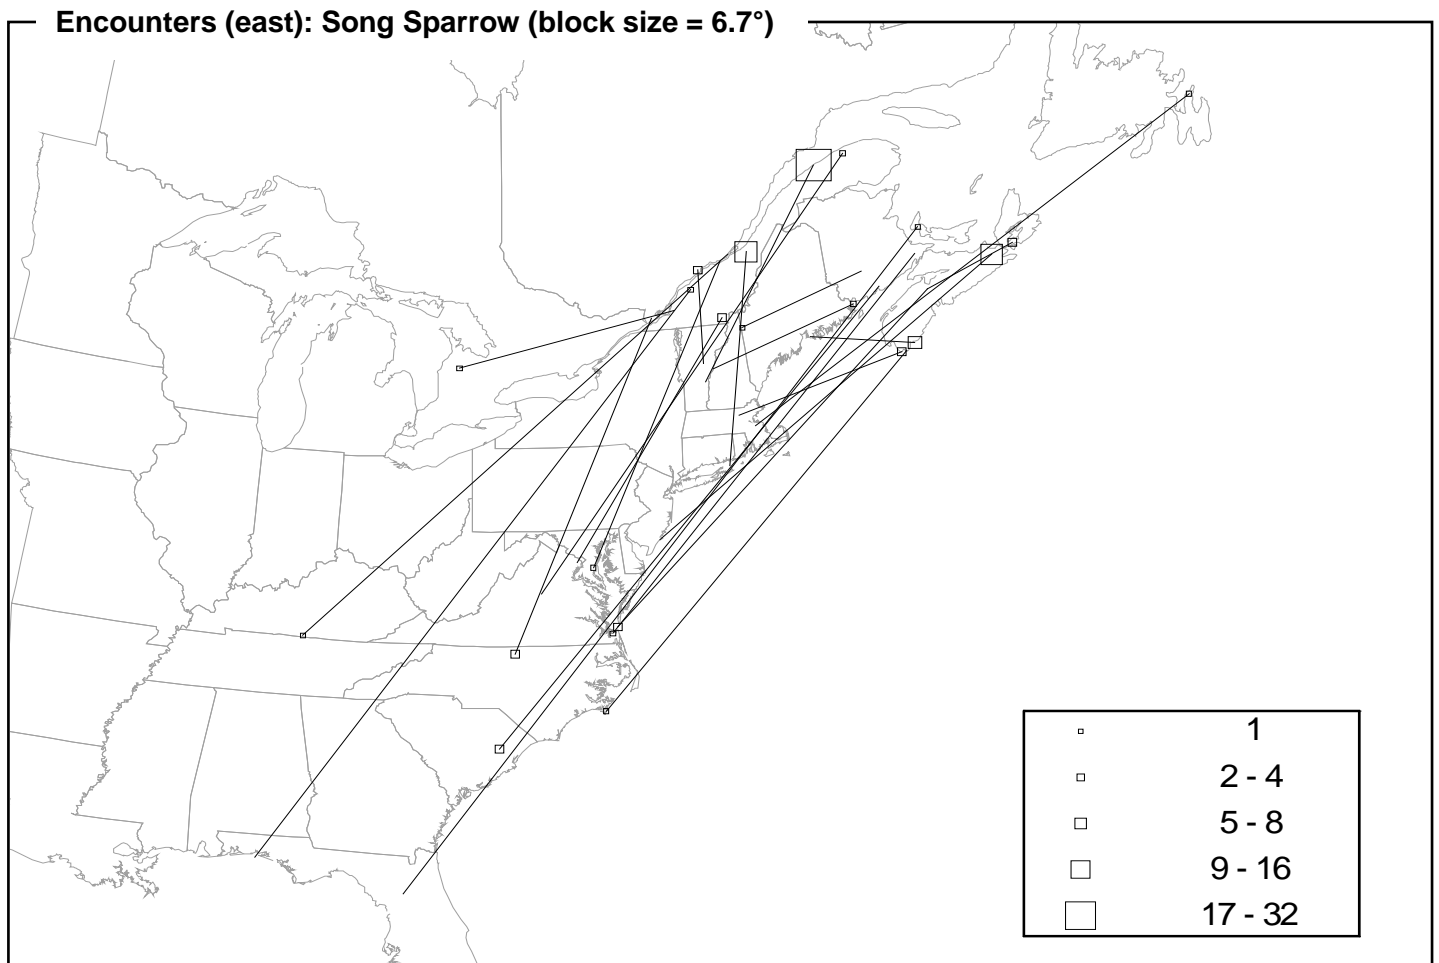 Encounters (east): Song Sparrow (block size = 6.7°)
1
2 - 4
5 - 8
9 - 16
17 - 32